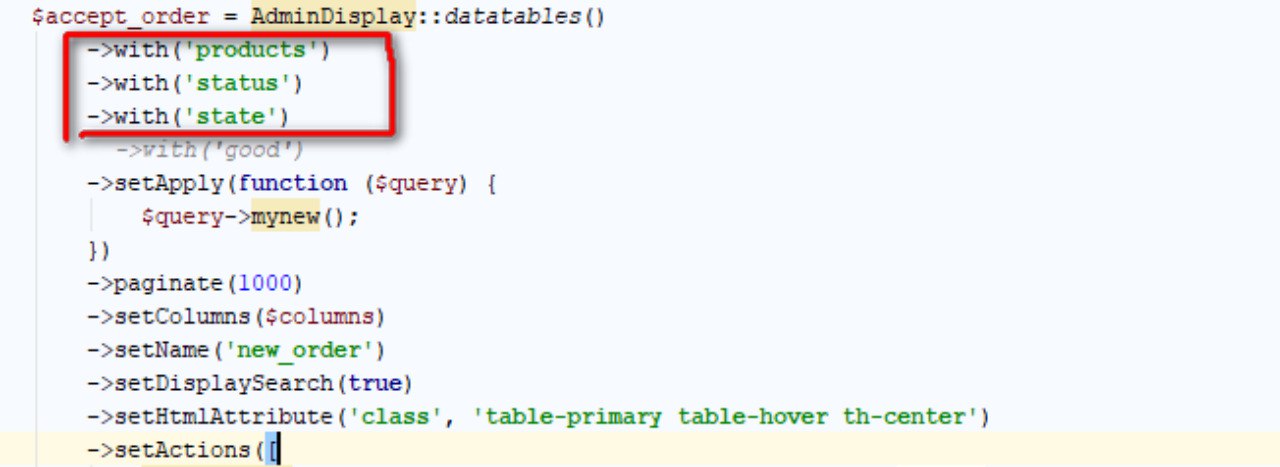 $accept_order = AdminDisplay::datatables()
->with('products')
->with('status')
->with('state')
->with('good')
->setApply(function ($query) {
$query->mynew();
})
->paginate(1000)
->setColumns($columns)
->setName('new_order')
->setDisplaySearch(true)
->setHtmlAttribute('class', 'table-primary table-hover th-center')
->setActions([